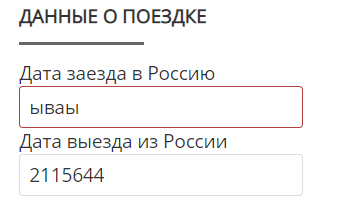 ДАННЫЕ О ПОЕЗДКЕ
Дата заезда в Россию
ываы
Дата выезда из России
2115644